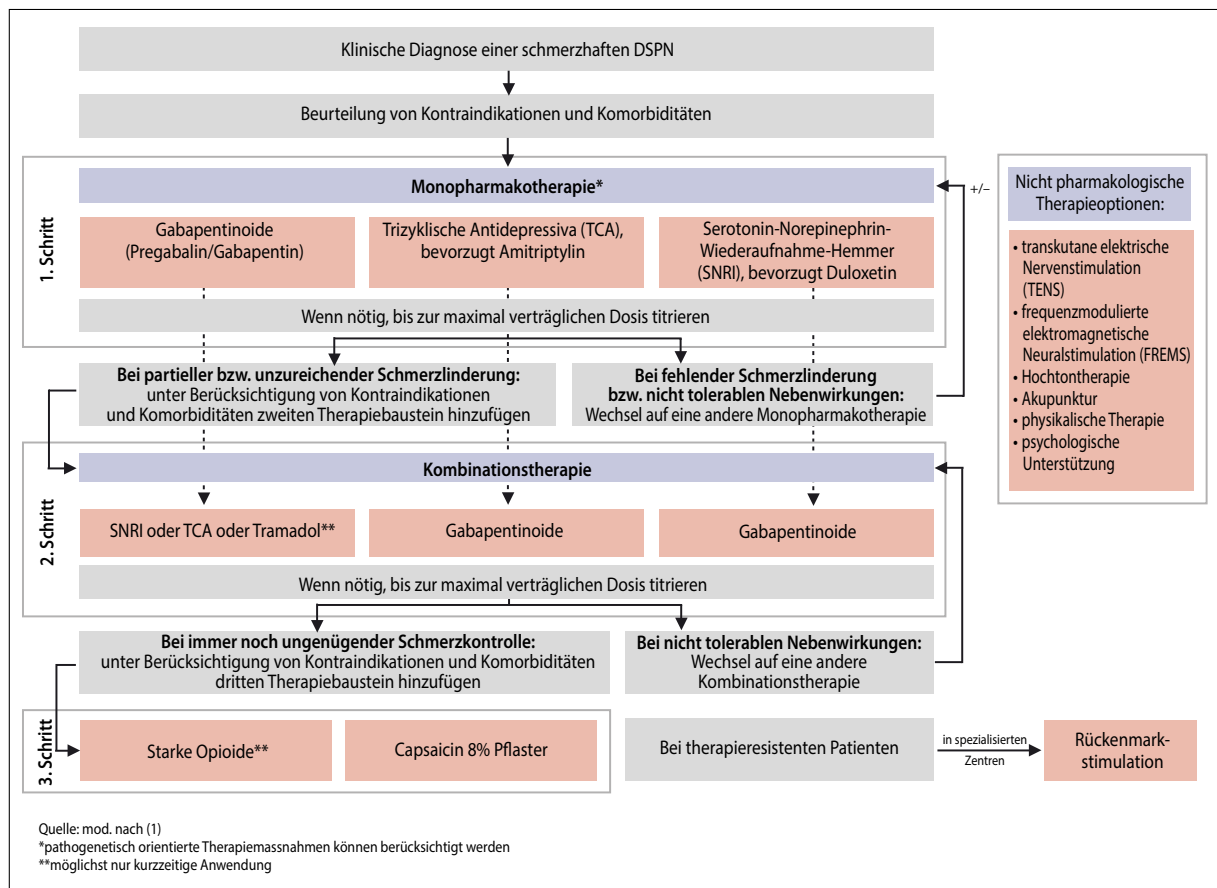 Klinische Diagnose einer schmerzhaften DSPN
Beurteilung von Kontraindikationen und Komorbiditäten
1. Schritt
Monopharmakotherapie*
Gabapentinoide
(Pregabalin/Gabapentin)
Trizyklische Antidepressiva (TCA),
bevorzugt Amitriptylin
Serotonin-Norepinephrin-
Wiederaufnahme-Hemmer
(SNRI), bevorzugt Duloxetin
Wenn nötig, bis zur maximal verträglichen Dosis titrieren
Bei partieller bzw. unzureichender Schmerzlinderung:
unter Berücksichtigung von Kontraindikationen
und Komorbiditäten zweiten Therapiebaustein hinzufügen
Bei fehlender Schmerzlinderung
bzw. nicht tolerablen Nebenwirkungen:
Wechsel auf eine andere Monopharmakotherapie
+/–
Nicht pharmakologische
Therapieoptionen:
• transkutane elektrische
Nervenstimulation
(TENS)
• frequenzmodulierte
elektromagnetische
Neuralstimulation (FREMS)
• Hochtontherapie
• Akupunktur
• physikalische Therapie
• psychologische
Unterstützung
2. Schritt
Kombinationstherapie
SNRI oder TCA oder Tramadol**
Gabapentinoide
Gabapentinoide
Wenn nötig, bis zur maximal verträglichen Dosis titrieren
Bei immer noch ungenügender Schmerzkontrolle:
unter Berücksichtigung von Kontraindikationen und Komorbiditäten
dritten Therapiebaustein hinzufügen
Bei nicht tolerablen Nebenwirkungen:
Wechsel auf eine andere
Kombinationstherapie
3. Schritt
Starke Opioide**
Capsaicin 8% Pflaster
Bei therapieresistenten Patienten
in spezialisierten
Zentren
Rückenmark-
stimulation
Quelle: mod. nach (1)
*pathogenetisch orientierte Therapiemassnahmen können berücksichtigt werden
**möglichst nur kurzzeitige Anwendung